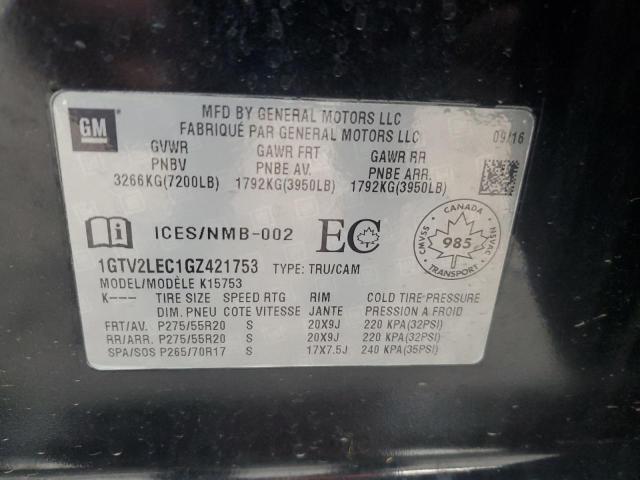 GM
MFD BY GENERAL MOTORS LLC
FABRIQUÉ PAR GENERAL MOTORS LLC
09/16
GVWR GAWR FRT GAWR RR
PNBV PNBE AV. PNBE ARR.
3266KG(7200LB) 1792KG(3950LB) 1792KG(3950LB)
ICES/NMB-002 EC
CANADA
CMVSS 985 NSVAC
TRANSPORT
1GTV2LEC1GZ421753 TYPE: TRU/CAM
MODEL/MODÈLE K15753
K--- TIRE SIZE SPEED RTG RIM COLD TIRE PRESSURE
DIM. PNEU COTE VITESSE JANTE PRESSION A FROID
FRT/AV. P275/55R20 S 20X9J 220 KPA(32PSI)
RR/ARR. P275/55R20 S 20X9J 220 KPA(32PSI)
SPA/SOS P265/70R17 S 17X7.5J 240 KPA(35PSI)